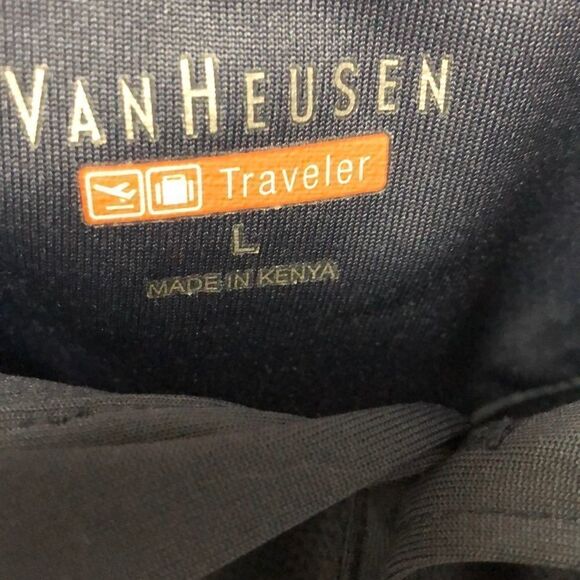 VAN HEUSEN
Traveler
L
MADE IN KENYA